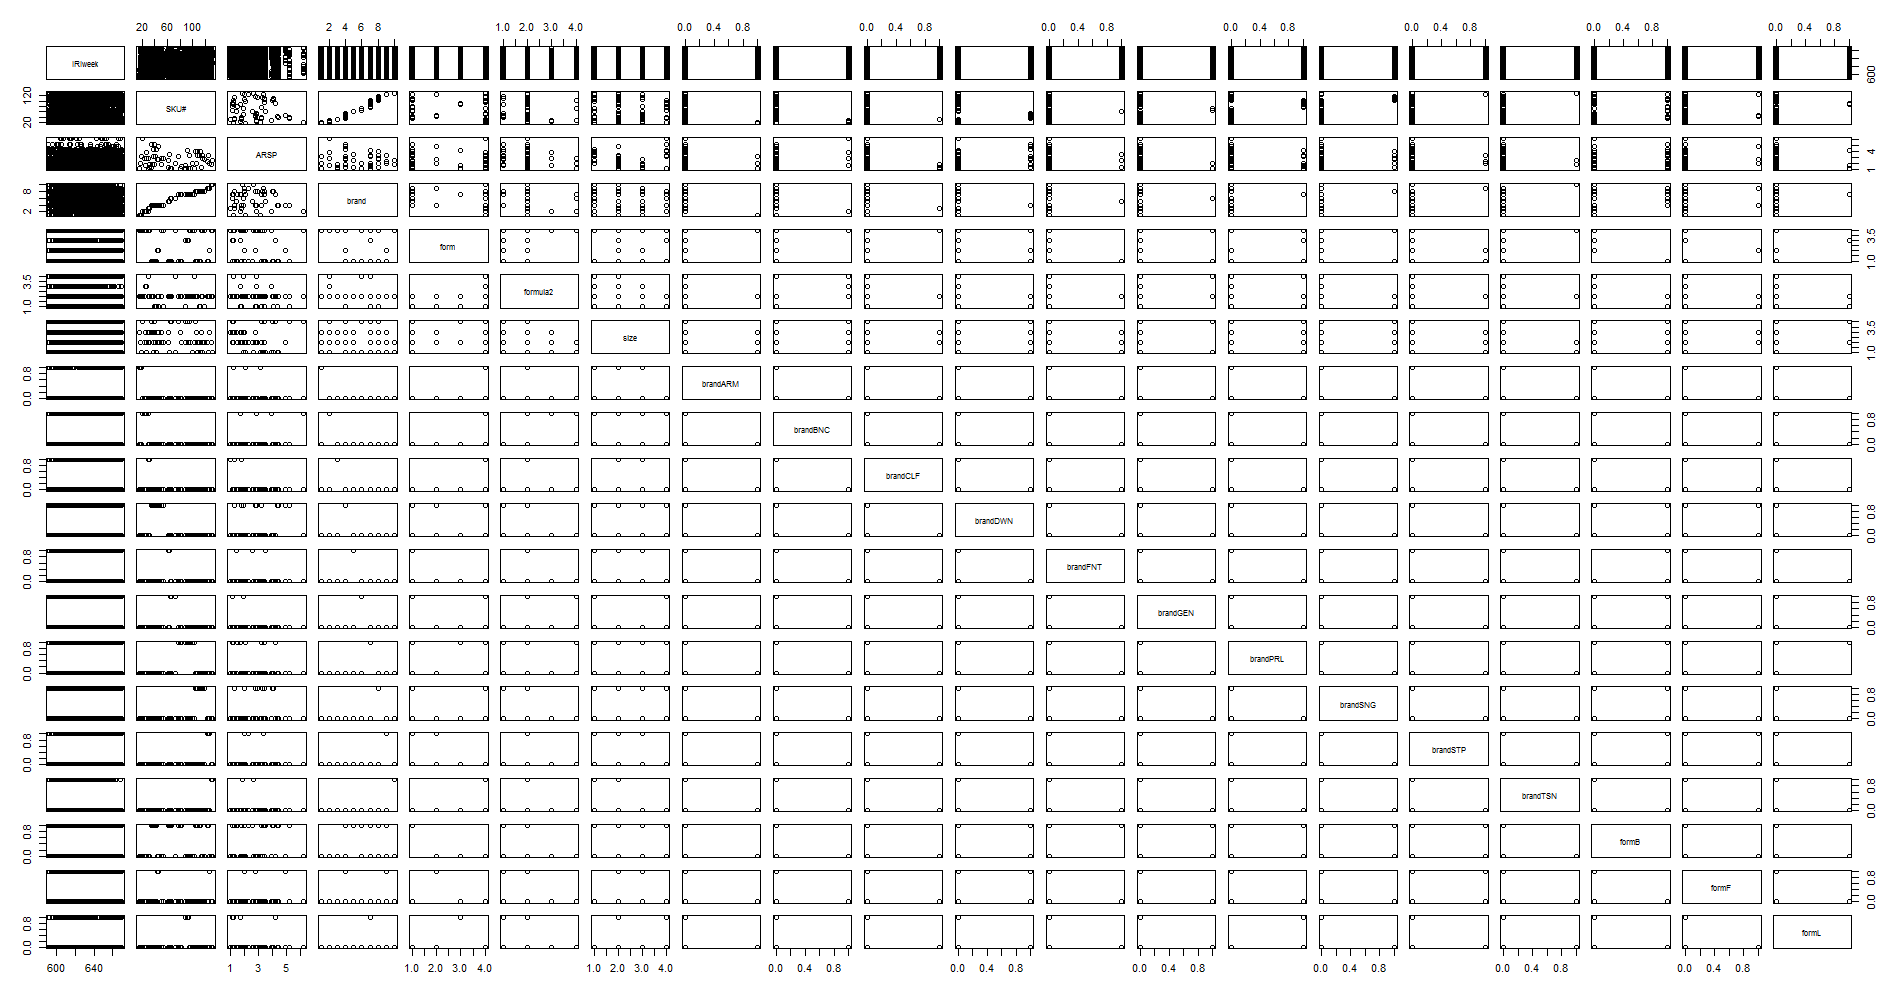 20 60 100 2 4 6 8 1.0 2.0 3.0 4.0 0.0 0.8 0.0 0.8 0.0 0.8 0.0 0.8 0.0 0.8 0.0 0.8 0.0 0.8
IRIweek 600
20 120 SKU#
ARSP 1 4
2 8 brand
form 1.0 3.5
1.0 3.5 formula2
size 1.0 3.5
0.0 0.8 brandARM
brandBNC 0.0 0.8
0.0 0.8 brandCLF
brandDWN 0.0 0.8
0.0 0.8 brandFNT
brandGEN 0.0 0.8
0.0 0.8 brandPRL
brandSNG 0.0 0.8
0.0 0.8 brandSTP
brandTSN 0.0 0.8
0.0 0.8 formB
formF 0.0 0.8
0.0 0.8 formL
600 640 1 3 5 1.0 2.0 3.0 4.0 1.0 2.0 3.0 4.0 0.0 0.4 0.8 0.0 0.4 0.8 0.0 0.4 0.8 0.0 0.4 0.8 0.0 0.4 0.8 0.0 0.4 0.8